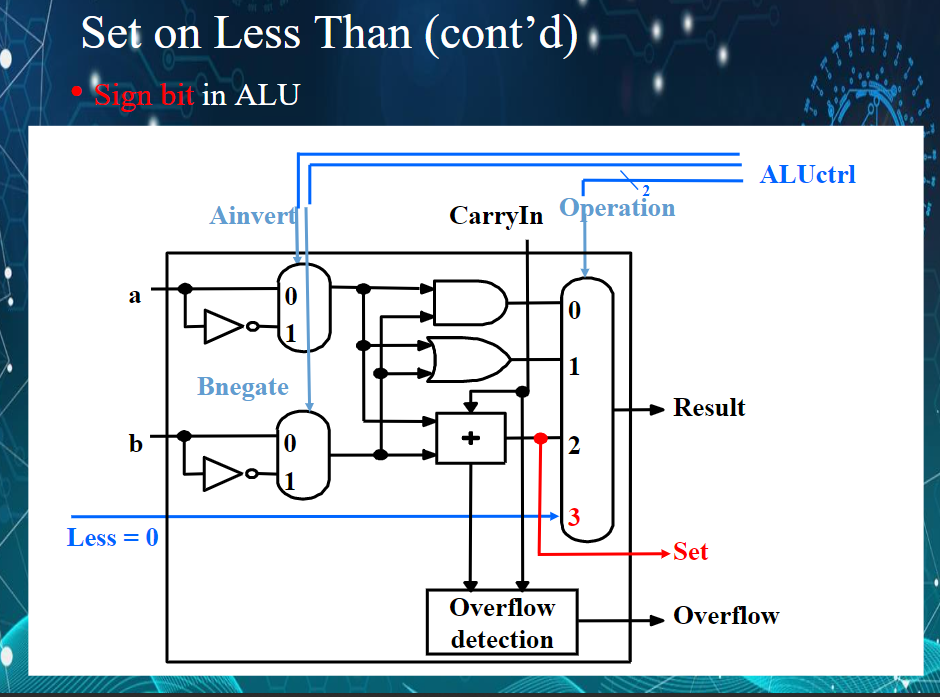 Set on Less Than (cont’d)
• Sign bit in ALU
ALUctrl
2
Ainvert
CarryIn
Operation
a
0
1
0
1
Bnegate
Result
b
0
1
+
2
3
Less = 0
Set
Overflow
detection
Overflow